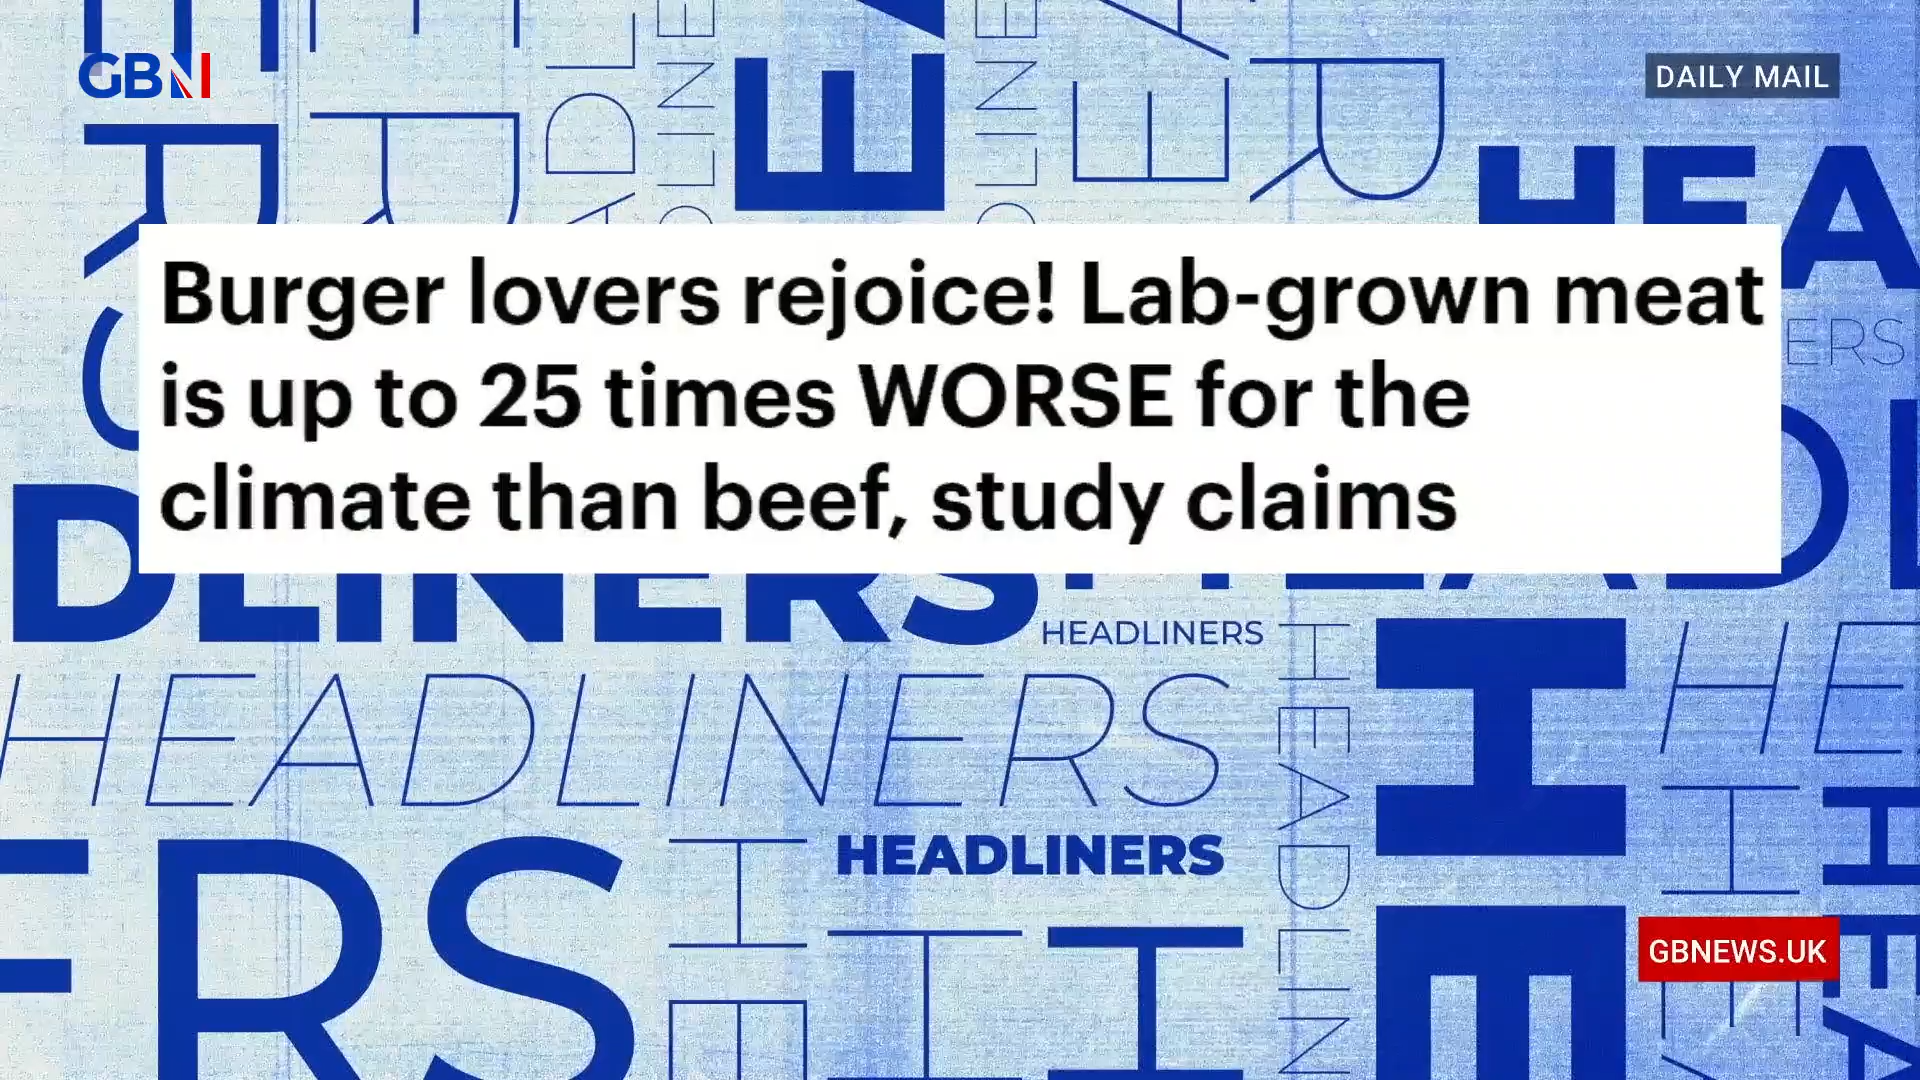 GBN
DAILY MAIL
Burger lovers rejoice! Lab-grown meat
is up to 25 times WORSE for the
climate than beef, study claims
HEADLINERS
HEADLINERS
HEADLINERS
GBNEWS.UK